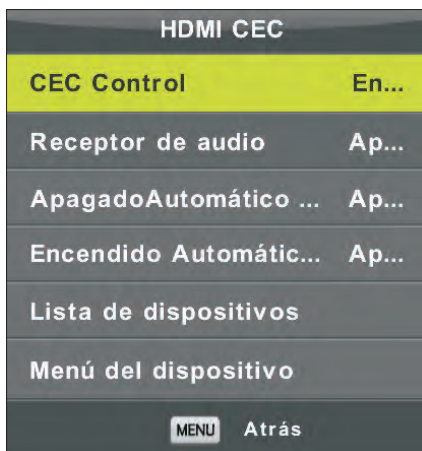 HDMI CEC
CEC Control En...
Receptor de audio Ap...
ApagadoAutomático ... Ap...
Encendido Automátic... Ap...
Lista de dispositivos
Menú del dispositivo
MENU Atrás